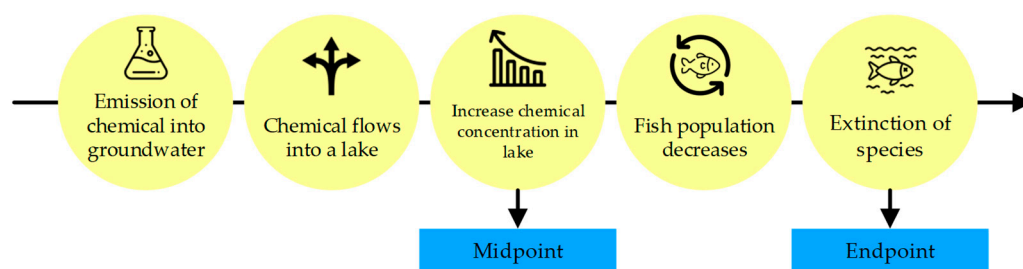 Emission of
chemical into
groundwater
Chemical flows
into a lake
Increase chemical
concentration in
lake
Fish population
decreases
Extinction of
species
Midpoint
Endpoint